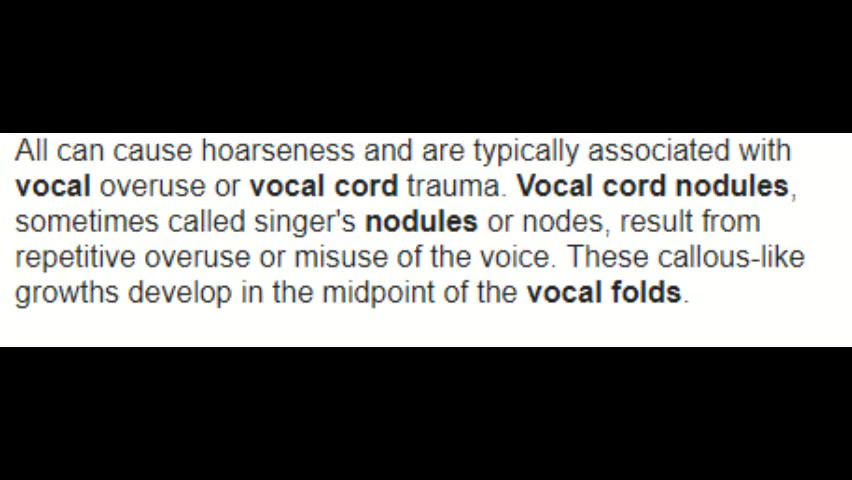 All can cause hoarseness and are typically associated with
vocal overuse or vocal cord trauma. Vocal cord nodules,
sometimes called singer's nodules or nodes, result from
repetitive overuse or misuse of the voice. These callous-like
growths develop in the midpoint of the vocal folds.